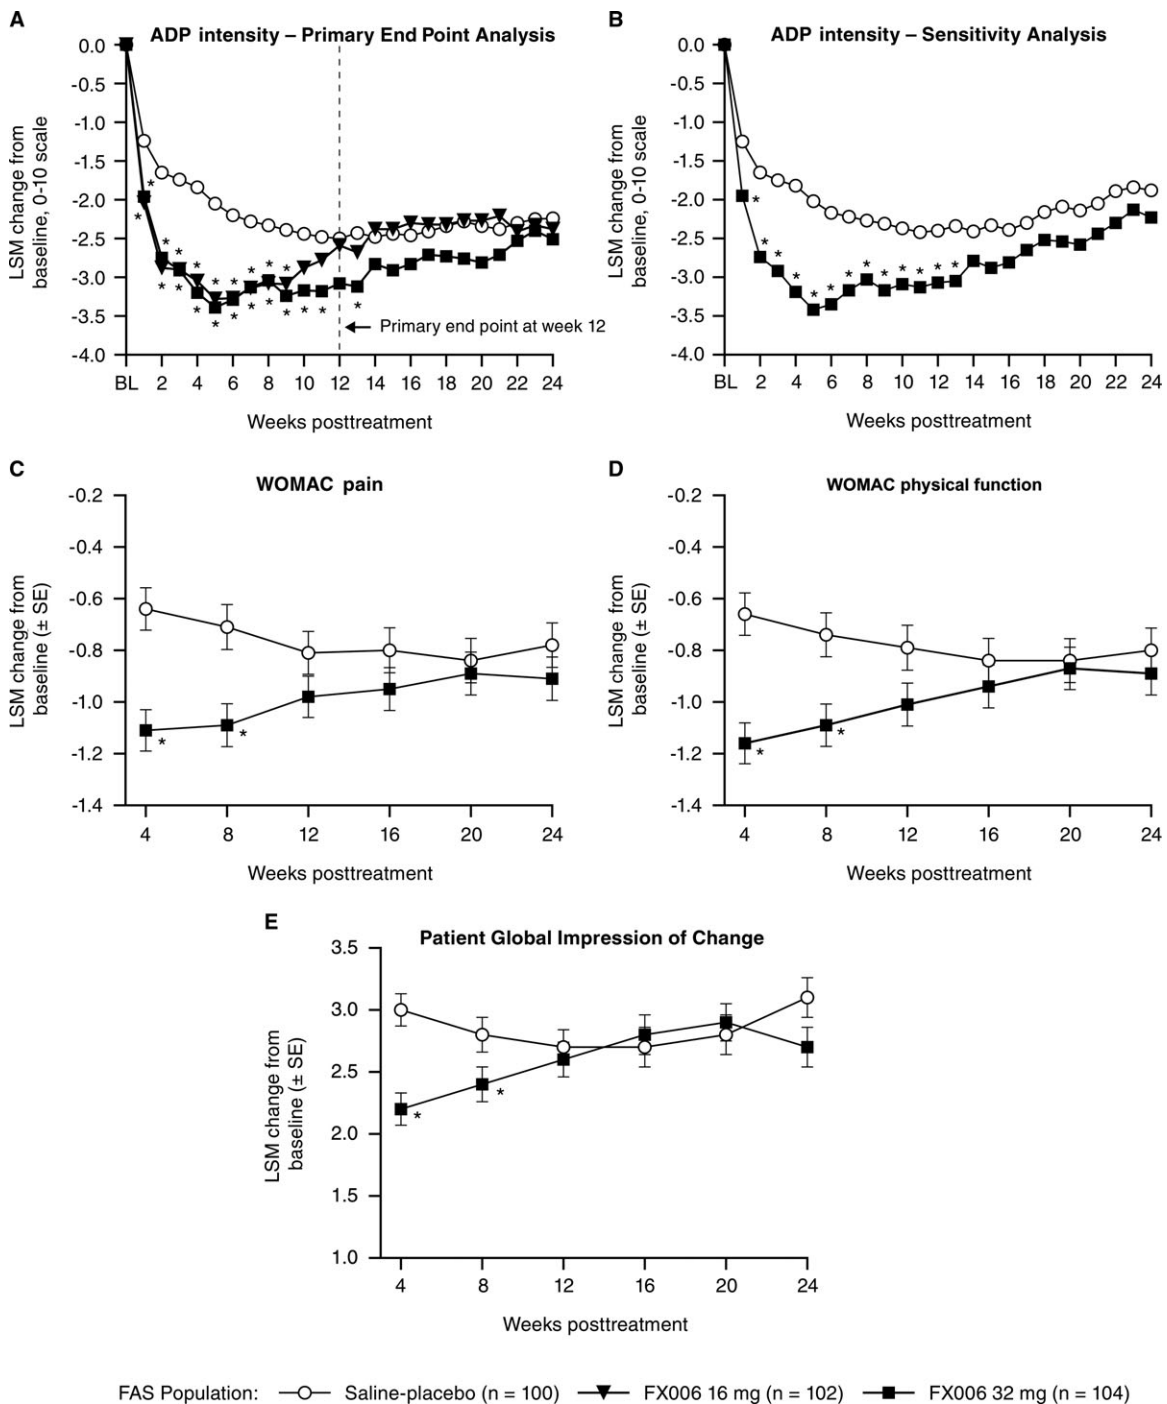 A
ADP intensity – Primary End Point Analysis
LSM change from
baseline, 0-10 scale
0.0
-0.5
-1.0
-1.5
-2.0
-2.5
-3.0
-3.5
-4.0
* *
* * * * * * * *
* * * * * * * * * * *
Primary end point at week 12
BL 2 4 6 8 10 12 14 16 18 20 22 24
Weeks posttreatment
B
ADP intensity – Sensitivity Analysis
LSM change from
baseline, 0-10 scale
0.0
-0.5
-1.0
-1.5
-2.0
-2.5
-3.0
-3.5
-4.0
* * * * * * * * * * * * *
BL 2 4 6 8 10 12 14 16 18 20 22 24
Weeks posttreatment
C
WOMAC pain
LSM change from
baseline (± SE)
-0.2
-0.4
-0.6
-0.8
-1.0
-1.2
-1.4
* *
4 8 12 16 20 24
Weeks posttreatment
D
WOMAC physical function
LSM change from
baseline (± SE)
-0.2
-0.4
-0.6
-0.8
-1.0
-1.2
-1.4
* *
4 8 12 16 20 24
Weeks posttreatment
E
Patient Global Impression of Change
LSM change from
baseline (± SE)
3.5
3.0
2.5
2.0
1.5
1.0
* *
4 8 12 16 20 24
Weeks posttreatment
FAS Population: Saline-placebo (n = 100) FX006 16 mg (n = 102) FX006 32 mg (n = 104)